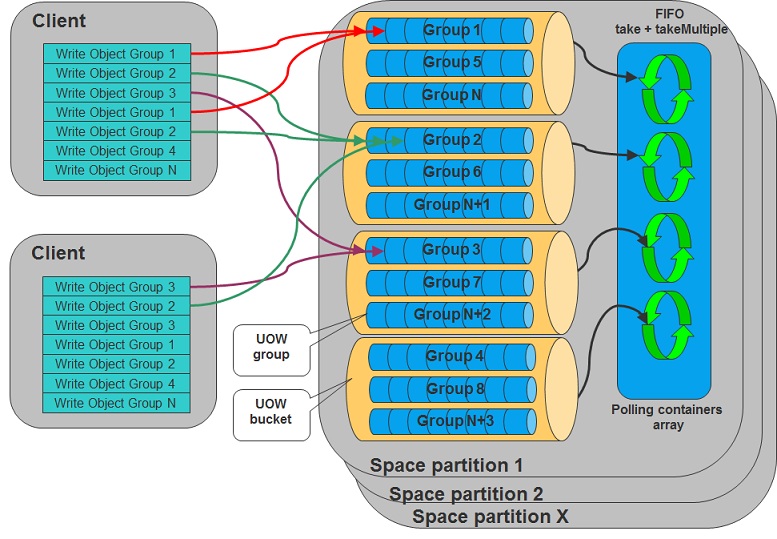 Client
Write Object Group 1
Write Object Group 2
Write Object Group 3
Write Object Group 1
Write Object Group 2
Write Object Group 4
Write Object Group N
Client
Write Object Group 3
Write Object Group 2
Write Object Group 3
Write Object Group 1
Write Object Group 2
Write Object Group 4
Write Object Group N
UOW
group
UOW
bucket
Group 1
Group 5
Group N
Group 2
Group 6
Group N+1
Group 3
Group 7
Group N+2
Group 4
Group 8
Group N+3
FIFO
take + takeMultiple
Polling containers
array
Space partition 1
Space partition 2
Space partition X